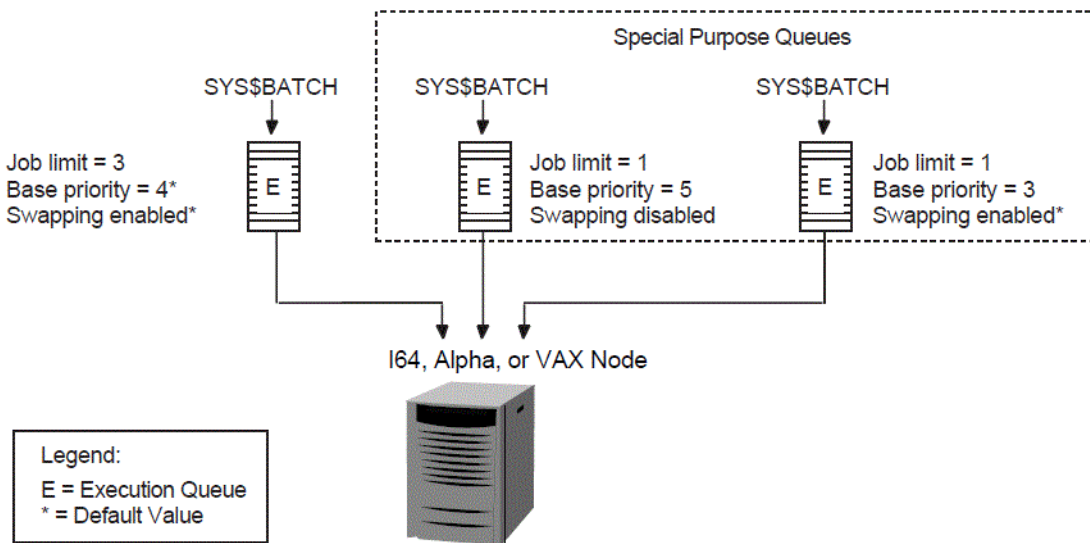 Special Purpose Queues
SYS$BATCH
SYS$BATCH
SYS$BATCH
Job limit = 3
Base priority = 4*
Swapping enabled*
E
E
Job limit = 1
Base priority = 5
Swapping disabled
E
Job limit = 1
Base priority = 3
Swapping enabled*
I64, Alpha, or VAX Node
Legend:
E = Execution Queue
* = Default Value